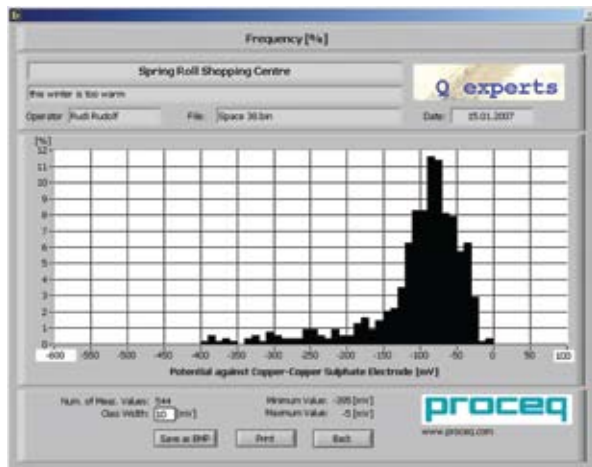 Frequency [%]
Spring Roll Shopping Centre
this winter is too warm
Q experts
Operator Rudi Rudolf File: Space 38.bin Date: 15.01.2007
[%]
12
11
10
9
8
7
6
5
4
3
2
1
0
-600 -550 -500 -450 -400 -350 -300 -250 -200 -150 -100 -50 0 50 100
Potential against Copper-Copper Sulphate Electrode [mV]
Num. of Meas. Values: 544 Minimum Value: -395 [mV]
Class Width: 10 [mV] Maximum Value: -5 [mV]
proceq
Save as BMP Print Back www.proceq.com